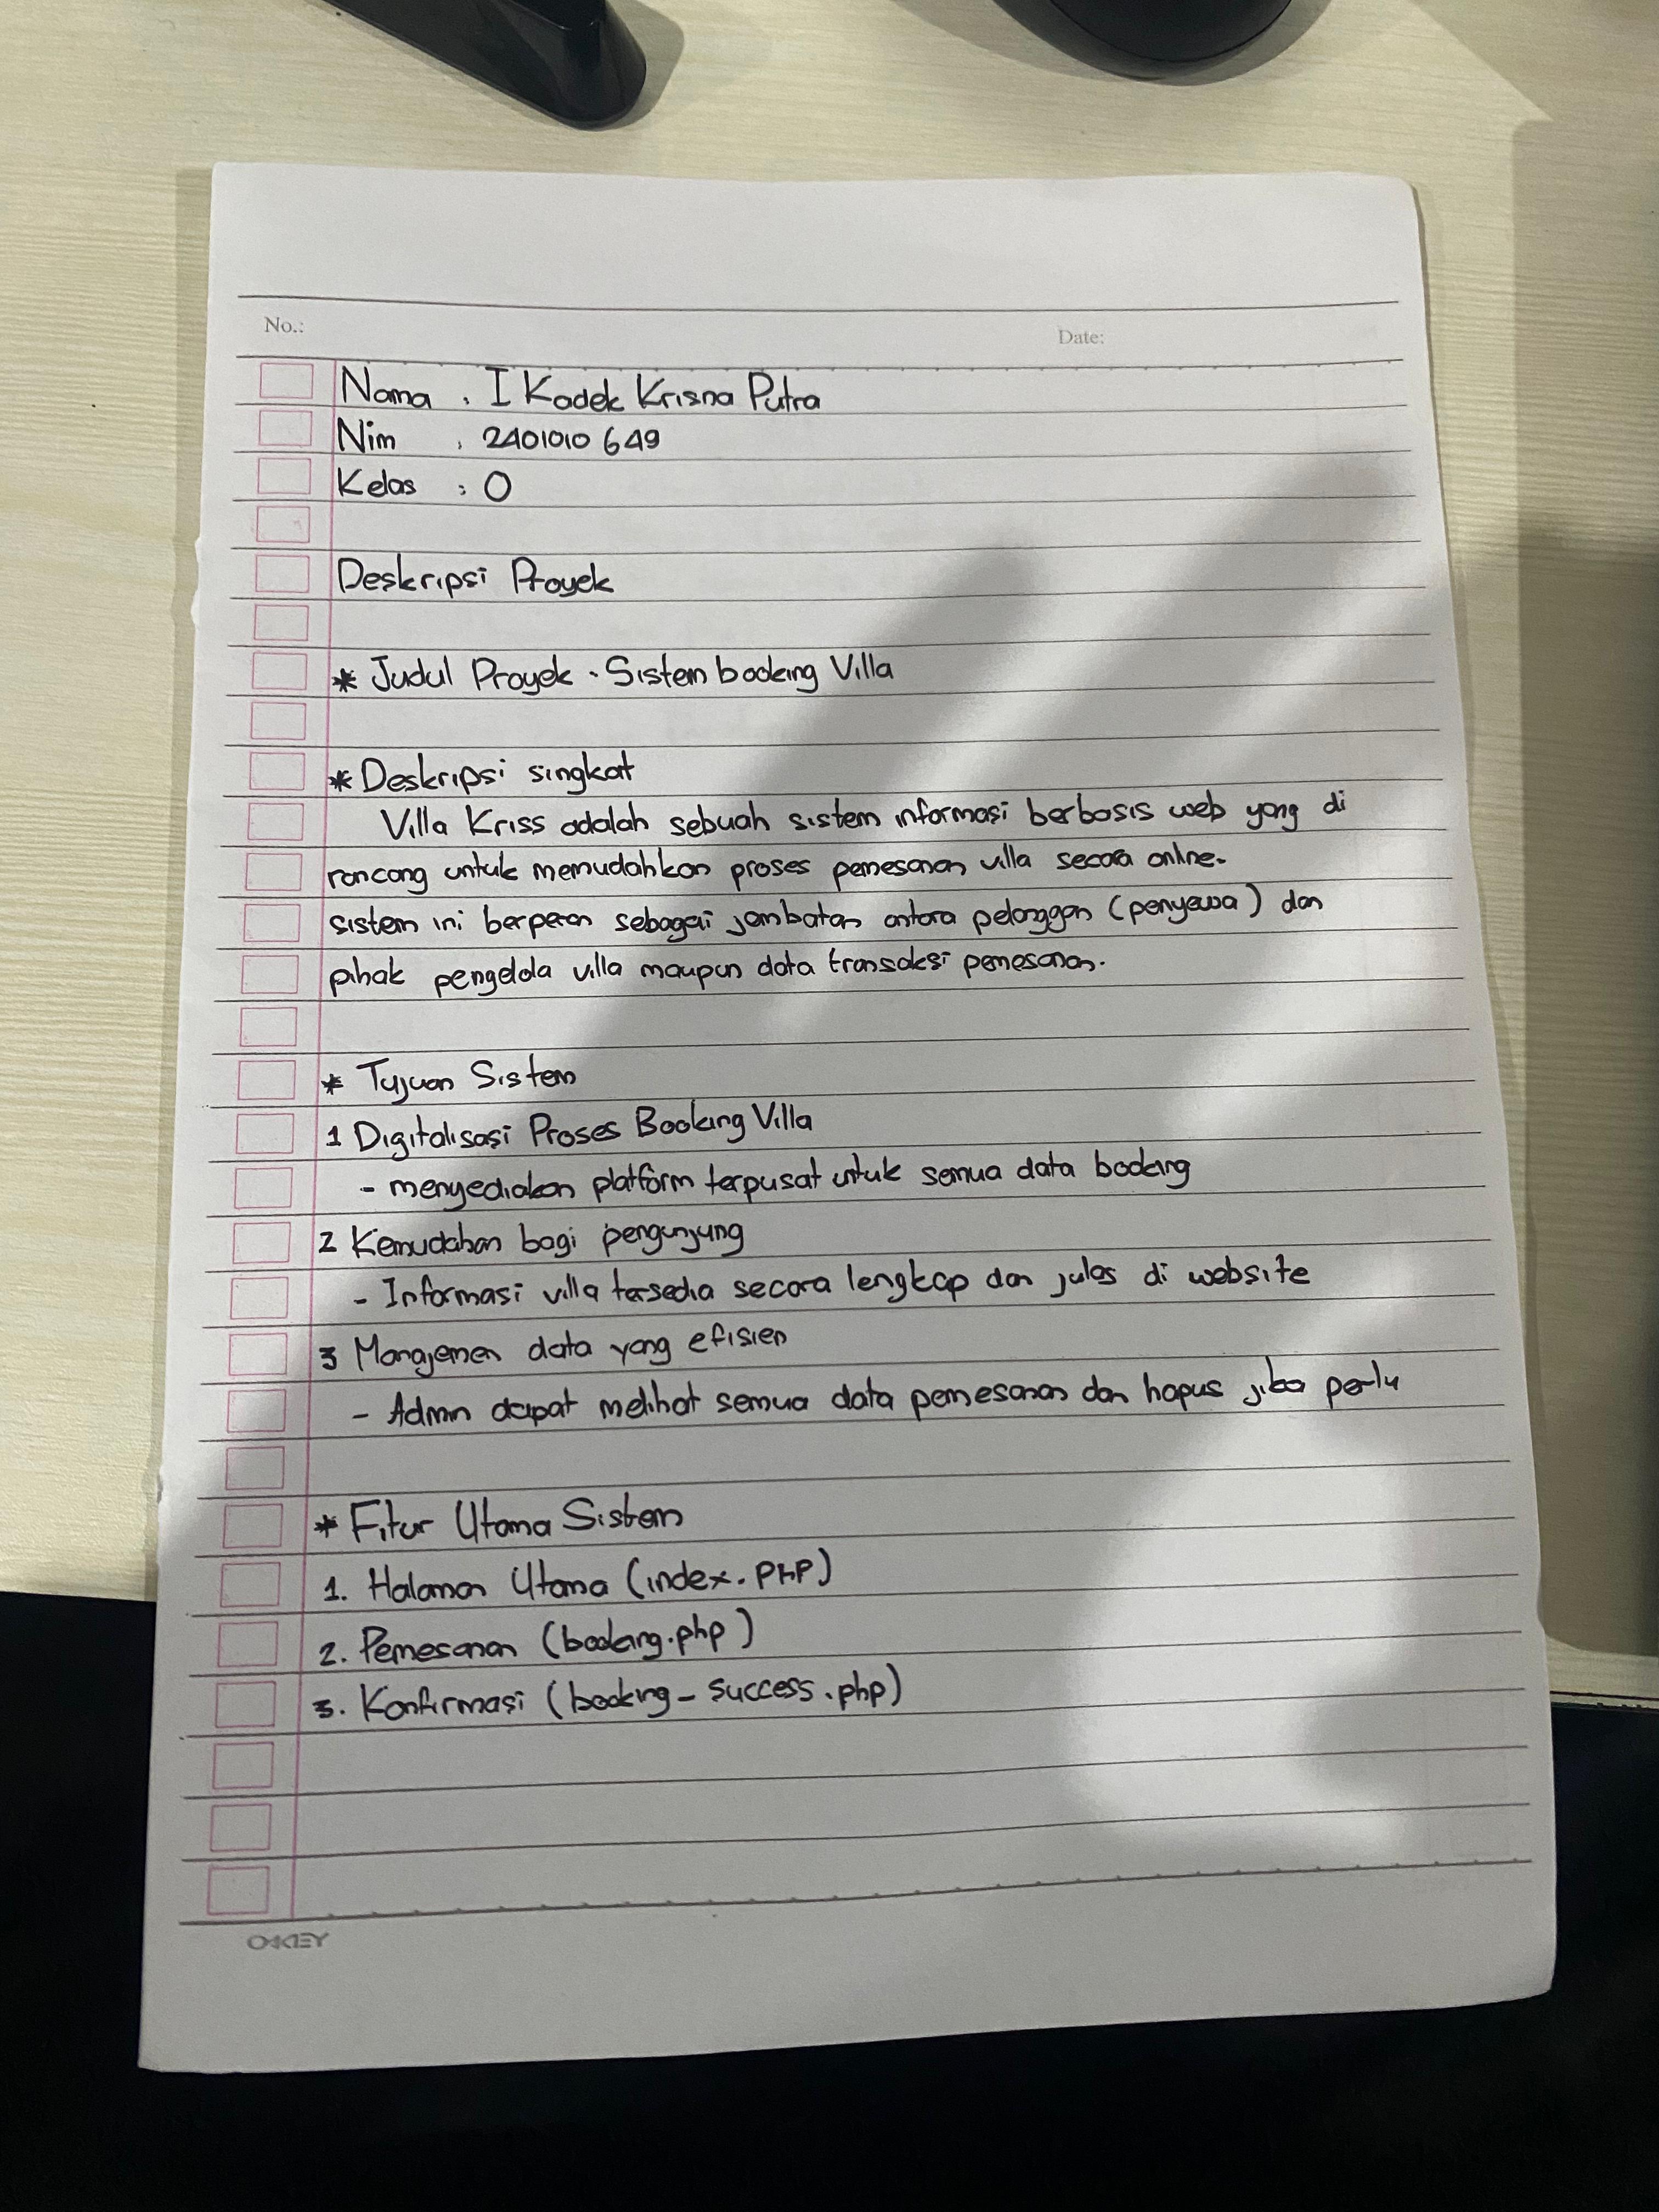 No.:
Date:
Nama : I Kadek Krisna Putra
Nim : 2401010 649
Kelas : O
Deskripsi Proyek
* Judul Proyek . Sistem booking Villa
* Deskripsi singkat
Villa Kriss adalah sebuah sistem informasi berbasis web yang di
rancang untuk memudahkan proses pemesanan villa secara online.
sistem ini berperan sebagai jembatan antara pelanggan (penyewa) dan
pihak pengelola villa maupun data transaksi pemesanan.
* Tujuan Sistem
1 Digitalisasi Proses Booking Villa
- menyediakan platform terpusat untuk semua data booking
2 Kemudahan bagi pengunjung
- Informasi villa tersedia secara lengkap dan julas di website
3 Manajemen data yang efisien
- Admin dapat melihat semua data pemesanan dan hapus jika perlu
* Fitur Utama Sistem
1. Halaman Utama (index.PHP)
2. Pemesanan (booking.php)
3. Konfirmasi (booking-success.php)
OKEY